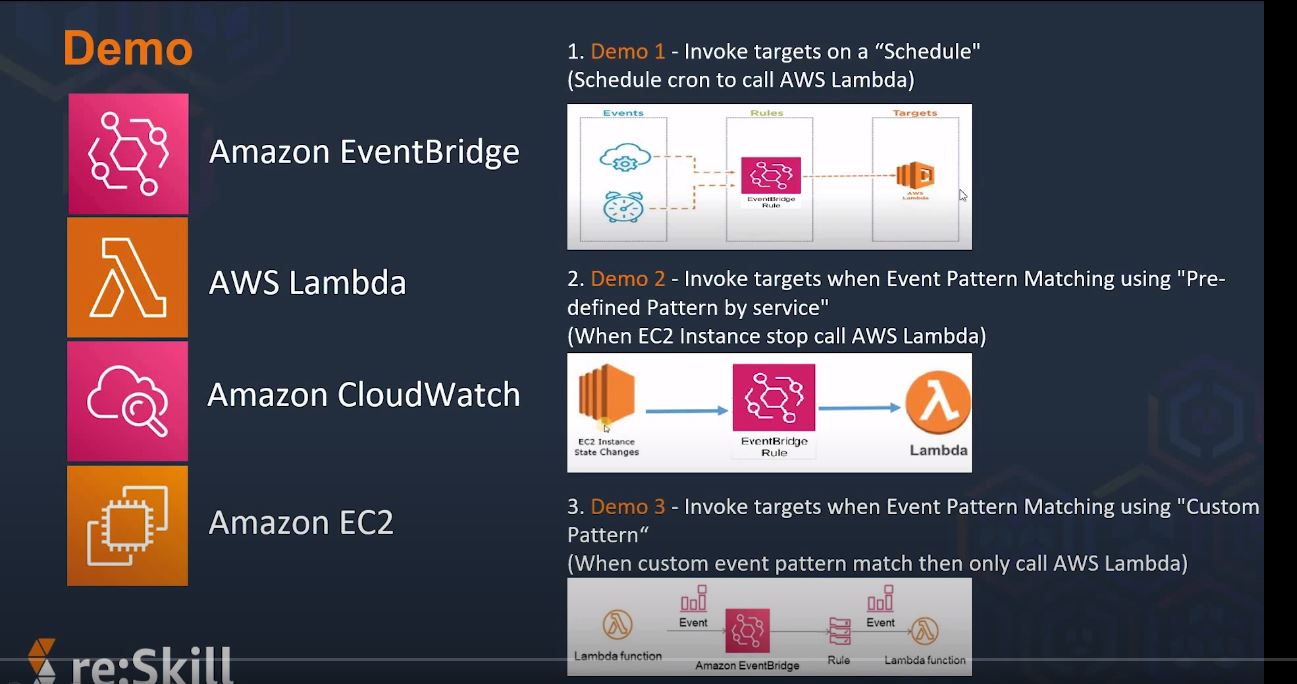 Demo
Amazon EventBridge
AWS Lambda
Amazon CloudWatch
Amazon EC2
re:Skill
1. Demo 1 - Invoke targets on a “Schedule"
(Schedule cron to call AWS Lambda)
Events
Rules
Targets
EventBridge
Rule
AWS
Lambda
2. Demo 2 - Invoke targets when Event Pattern Matching using "Pre-
defined Pattern by service"
(When EC2 Instance stop call AWS Lambda)
EC2 Instance
State Changes
EventBridge
Rule
Lambda
3. Demo 3 - Invoke targets when Event Pattern Matching using "Custom
Pattern“
(When custom event pattern match then only call AWS Lambda)
Event
Event
Lambda function
Amazon EventBridge
Rule
Lambda function